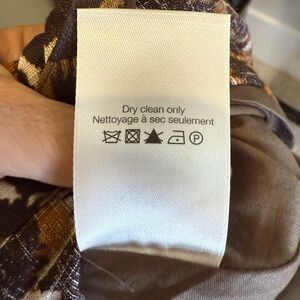 Dry clean only
Nettoyage à sec seulement
P